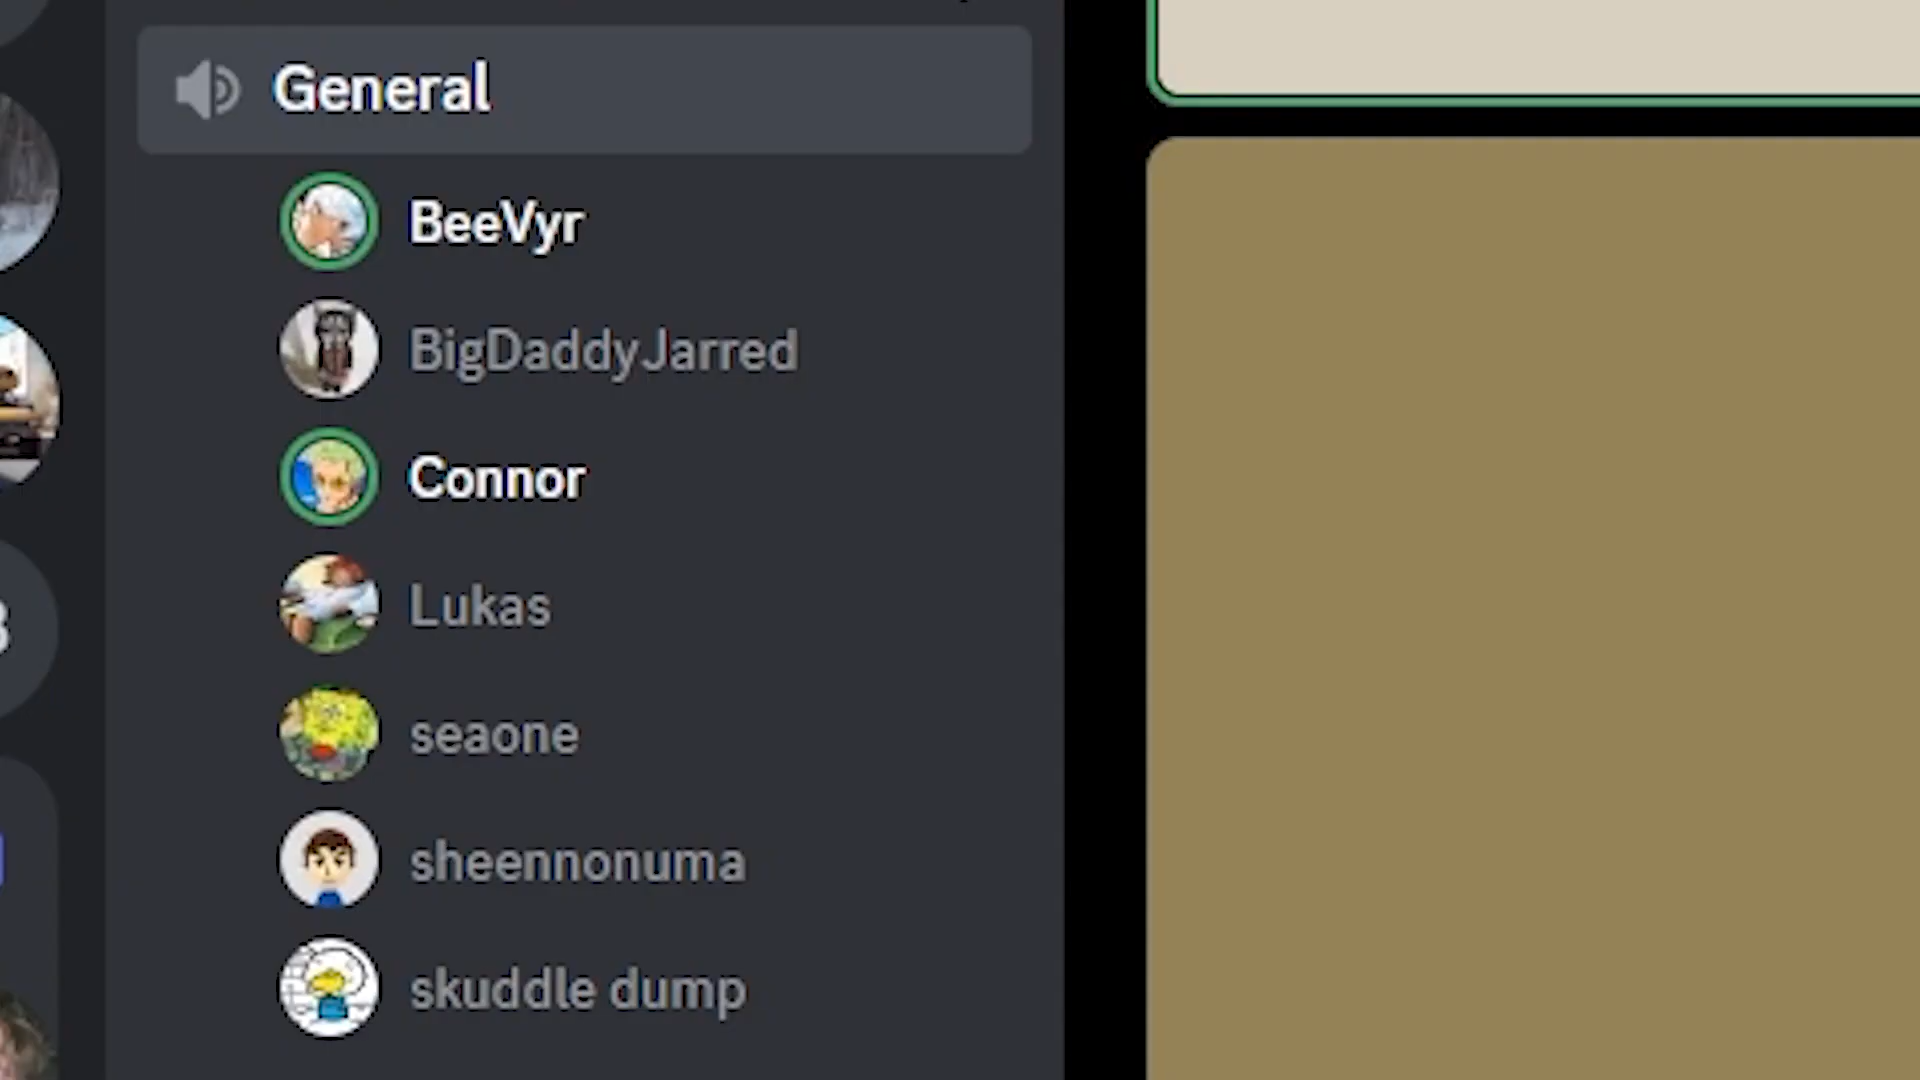 General
BeeVyr
BigDaddyJarred
Connor
Lukas
seaone
sheennonuma
skuddle dump